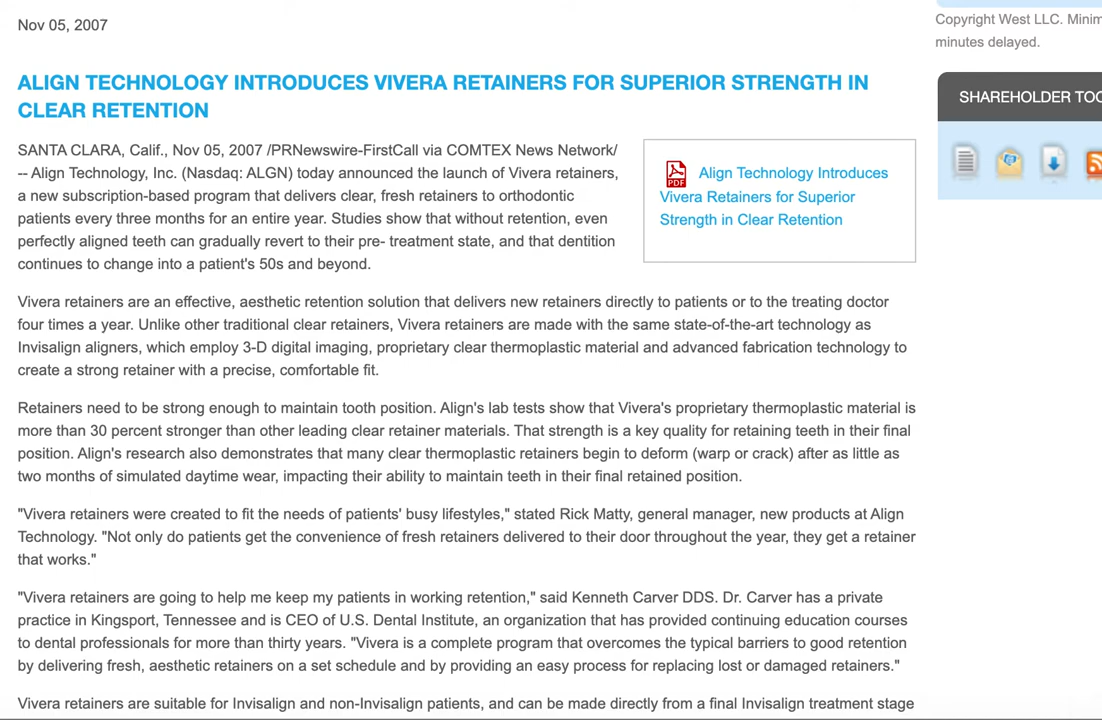 Nov 05, 2007
Copyright West LLC. Minim
minutes delayed.
SHAREHOLDER TOO
ALIGN TECHNOLOGY INTRODUCES VIVERA RETAINERS FOR SUPERIOR STRENGTH IN
CLEAR RETENTION
SANTA CLARA, Calif., Nov 05, 2007 /PRNewswire-FirstCall via COMTEX News Network/
-- Align Technology, Inc. (Nasdaq: ALGN) today announced the launch of Vivera retainers,
a new subscription-based program that delivers clear, fresh retainers to orthodontic
patients every three months for an entire year. Studies show that without retention, even
perfectly aligned teeth can gradually revert to their pre- treatment state, and that dentition
continues to change into a patient's 50s and beyond.
PDF
Align Technology Introduces
Vivera Retainers for Superior
Strength in Clear Retention
Vivera retainers are an effective, aesthetic retention solution that delivers new retainers directly to patients or to the treating doctor
four times a year. Unlike other traditional clear retainers, Vivera retainers are made with the same state-of-the-art technology as
Invisalign aligners, which employ 3-D digital imaging, proprietary clear thermoplastic material and advanced fabrication technology to
create a strong retainer with a precise, comfortable fit.
Retainers need to be strong enough to maintain tooth position. Align's lab tests show that Vivera's proprietary thermoplastic material is
more than 30 percent stronger than other leading clear retainer materials. That strength is a key quality for retaining teeth in their final
position. Align's research also demonstrates that many clear thermoplastic retainers begin to deform (warp or crack) after as little as
two months of simulated daytime wear, impacting their ability to maintain teeth in their final retained position.
"Vivera retainers were created to fit the needs of patients' busy lifestyles," stated Rick Matty, general manager, new products at Align
Technology. "Not only do patients get the convenience of fresh retainers delivered to their door throughout the year, they get a retainer
that works."
"Vivera retainers are going to help me keep my patients in working retention," said Kenneth Carver DDS. Dr. Carver has a private
practice in Kingsport, Tennessee and is CEO of U.S. Dental Institute, an organization that has provided continuing education courses
to dental professionals for more than thirty years. "Vivera is a complete program that overcomes the typical barriers to good retention
by delivering fresh, aesthetic retainers on a set schedule and by providing an easy process for replacing lost or damaged retainers."
Vivera retainers are suitable for Invisalign and non-Invisalign patients, and can be made directly from a final Invisalign treatment stage